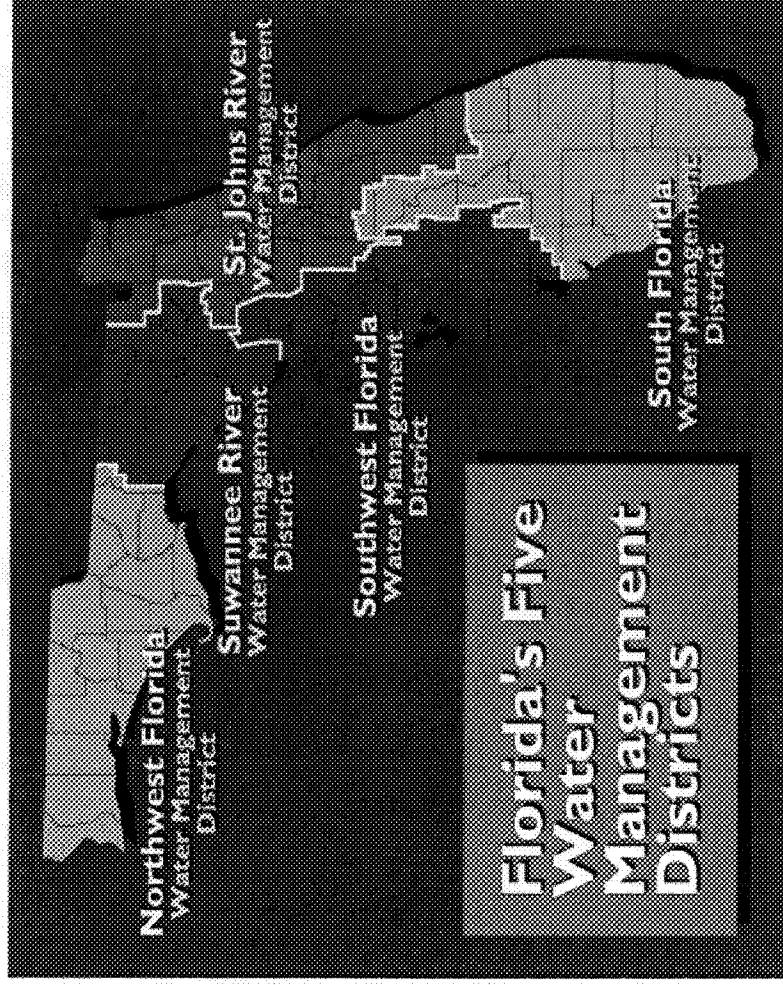 Northwest Florida
Water Management
District
Suwannee River
Water Management
District
St. Johns River
Water Management
District
Southwest Florida
Water Management
District
South Florida
Water Management
District
Florida's Five
Water
Management
Districts